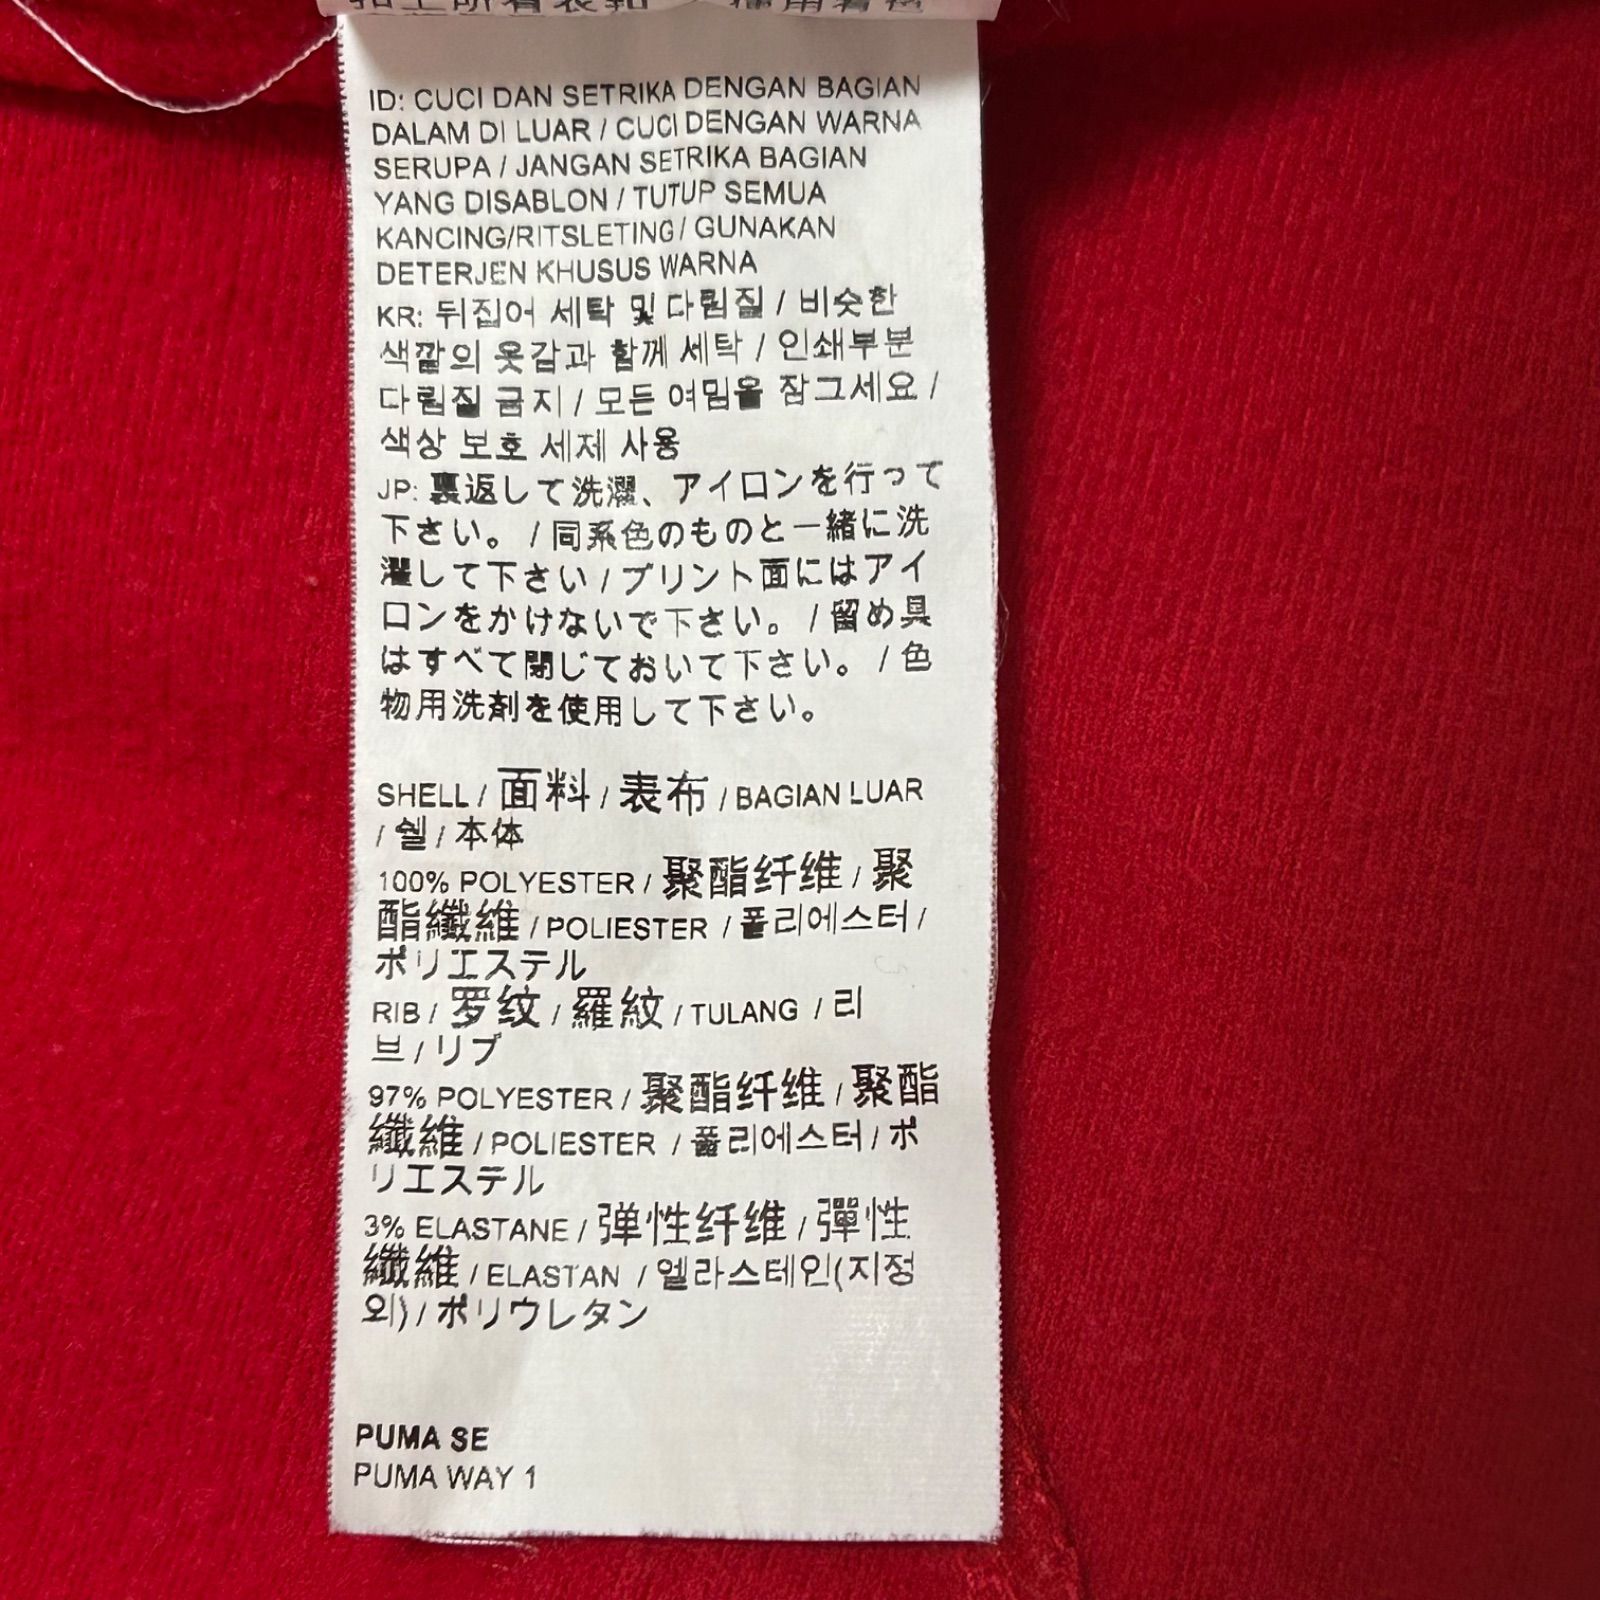 ID: CUCI DAN SETRIKA DENGAN BAGIAN
DALAM DI LUAR / CUCI DENGAN WARNA
SERUPA / JANGAN SETRIKA BAGIAN
YANG DISABLON / TUTUP SEMUA
KANCING/RITSLETING/ GUNAKAN
DETERJEN KHUSUS WARNA
KR: 뒤집어 세탁 및 다림질 / 비슷한
색깔의 옷감과 함께 세탁 / 인쇄부분
다림질 금지 / 모든 여밈을 잠그세요 /
색상 보호 세제 사용
JP: 裏返して洗濯、アイロンを行って
下さい。 / 同系色のものと一緒に洗
濯して下さい / プリント面にはアイ
ロンをかけないで下さい。 / 留め具
はすべて閉じておいて下さい。 / 色
物用洗剤を使用して下さい。
SHELL / 面料 / 表布 / BAGIAN LUAR
/ 쉘 / 本体
100% POLYESTER / 聚酯纤维 / 聚
酯纖維 / POLIESTER / 폴리에스터 /
ポリエステル
RIB / 罗纹 / 羅紋 / TULANG / 리
브 / リブ
97% POLYESTER / 聚酯纤维 / 聚酯
纖維 / POLIESTER / 폴리에스터 / ポ
リエステル
3% ELASTANE / 弹性纤维 / 彈性
纖維 / ELASTAN / 엘라스테인(지정
외) / ポリウレタン
PUMA SE
PUMA WAY 1